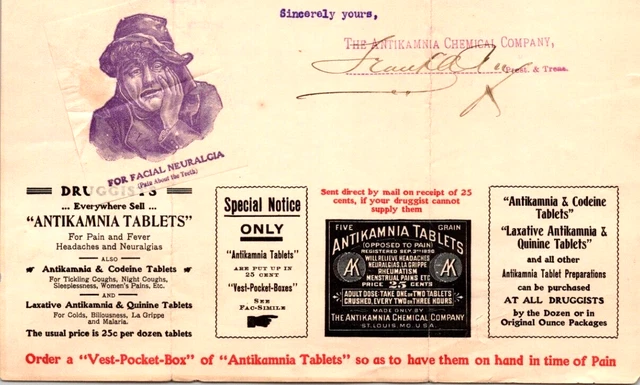 Sincerely yours,
THE ANTIKAMNIA CHEMICAL COMPANY,
Prest. & Treas.
FOR FACIAL NEURALGIA
(Pain About the Teeth)
DRUGGISTS
... Everywhere Sell ...
"ANTIKAMNIA TABLETS"
For Pain and Fever
Headaches and Neuralgias
ALSO
Antikamnia & Codeine Tablets
For Tickling Coughs, Night Coughs,
Sleeplessness, Women's Pains, Etc.
AND
Laxative Antikamnia & Quinine Tablets
For Colds, Biliousness, La Grippe
and Malaria.
The usual price is 25c per dozen tablets
Special Notice
ONLY
"Antikamnia Tablets"
ARE PUT UP IN
25 CENT
"Vest-Pocket-Boxes"
SEE
FAC-SIMILE
Sent direct by mail on receipt of 25
cents, if your druggist cannot
supply them
FIVE GRAIN
ANTIKAMNIA TABLETS
(OPPOSED TO PAIN)
REGISTERED SEP. 3RD 1890
AK WILL RELIEVE HEADACHES AK
NEURALGIAS, LA GRIPPE
RHEUMATISM
MENSTRUAL PAINS ETC
PRICE 25 CENTS
ADULT DOSE TAKE ONE OR TWO TABLETS
CRUSHED, EVERY TWO OR THREE HOURS.
MADE ONLY BY
THE ANTIKAMNIA CHEMICAL COMPANY
ST. LOUIS, MO. U.S.A.
"Antikamnia & Codeine
Tablets"
"Laxative Antikamnia &
Quinine Tablets"
and all other
Antikamnia Tablet Preparations
can be purchased
AT ALL DRUGGISTS
by the Dozen or in
Original Ounce Packages
Order a "Vest-Pocket-Box" of "Antikamnia Tablets" so as to have them on hand in time of Pain